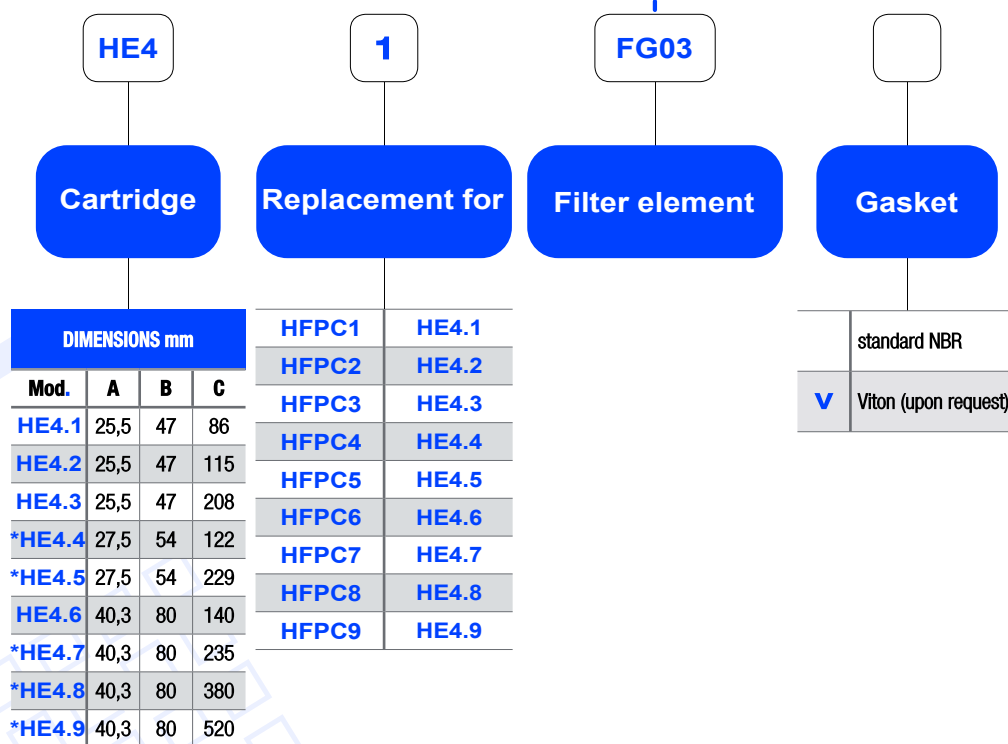 HE4 1 FG03
Cartridge Replacement for Filter element Gasket
DIMENSIONS mm
Mod. A B C
HE4.1 25,5 47 86
HE4.2 25,5 47 115
HE4.3 25,5 47 208
*HE4.4 27,5 54 122
*HE4.5 27,5 54 229
HE4.6 40,3 80 140
*HE4.7 40,3 80 235
*HE4.8 40,3 80 380
*HE4.9 40,3 80 520
HFPC1 HE4.1
HFPC2 HE4.2
HFPC3 HE4.3
HFPC4 HE4.4
HFPC5 HE4.5
HFPC6 HE4.6
HFPC7 HE4.7
HFPC8 HE4.8
HFPC9 HE4.9
standard NBR
V Viton (upon request)